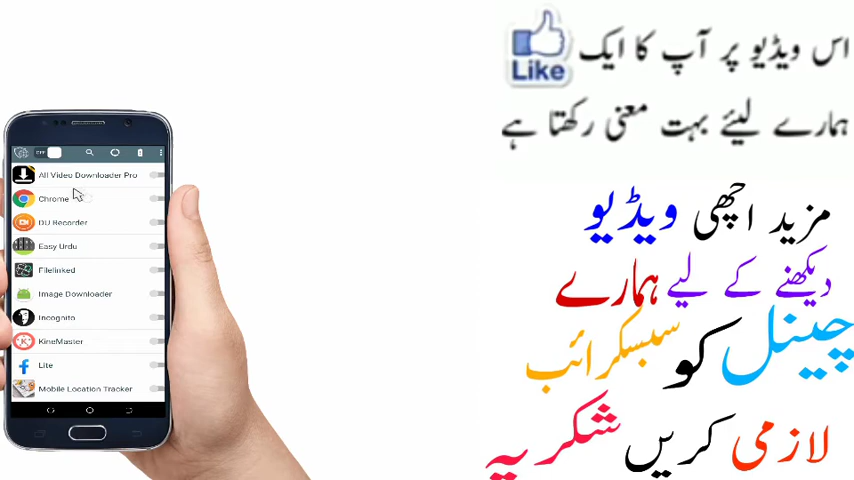 OFF
All Video Downloader Pro
Chrome
DU Recorder
Easy Urdu
Filelinked
Image Downloader
Incognito
KineMaster
Lite
Mobile Location Tracker
اس ویڈیو پر آپ کا ایک Like
ہمارے لیئے بہت معنی رکھتا ہے
مزید اچھی ویڈیو
دیکھنے کے لیے ہمارے
چینل کو سبسکرائب
لازمی کریں شکریہ